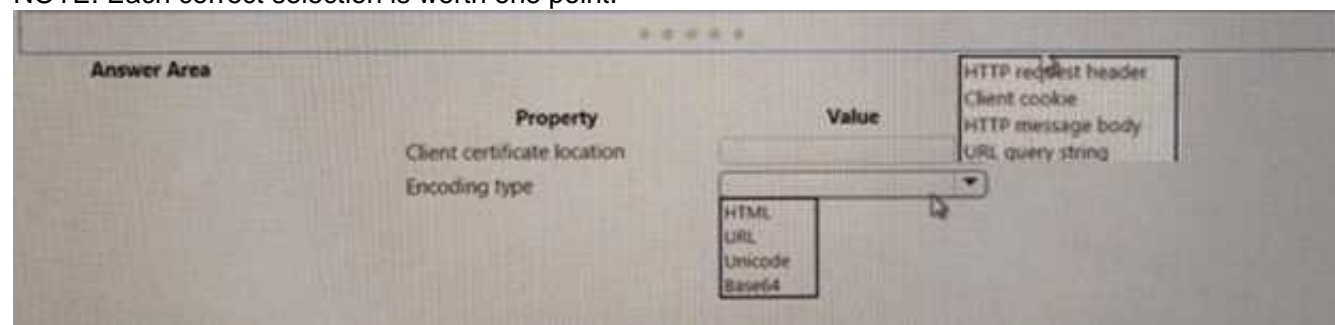 NOTE: Each correct selection is worth one point.
Answer Area
HTTP request header
Client cookie
HTTP message body
URL query string
Property
Value
Client certificate location
Encoding type
HTML
URL
Unicode
Base64